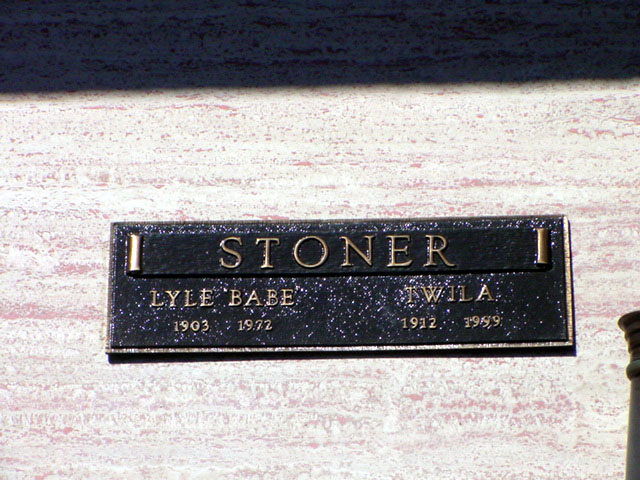 STONER
LYLE "BABE" TWILA
1903 1972 1912 1999